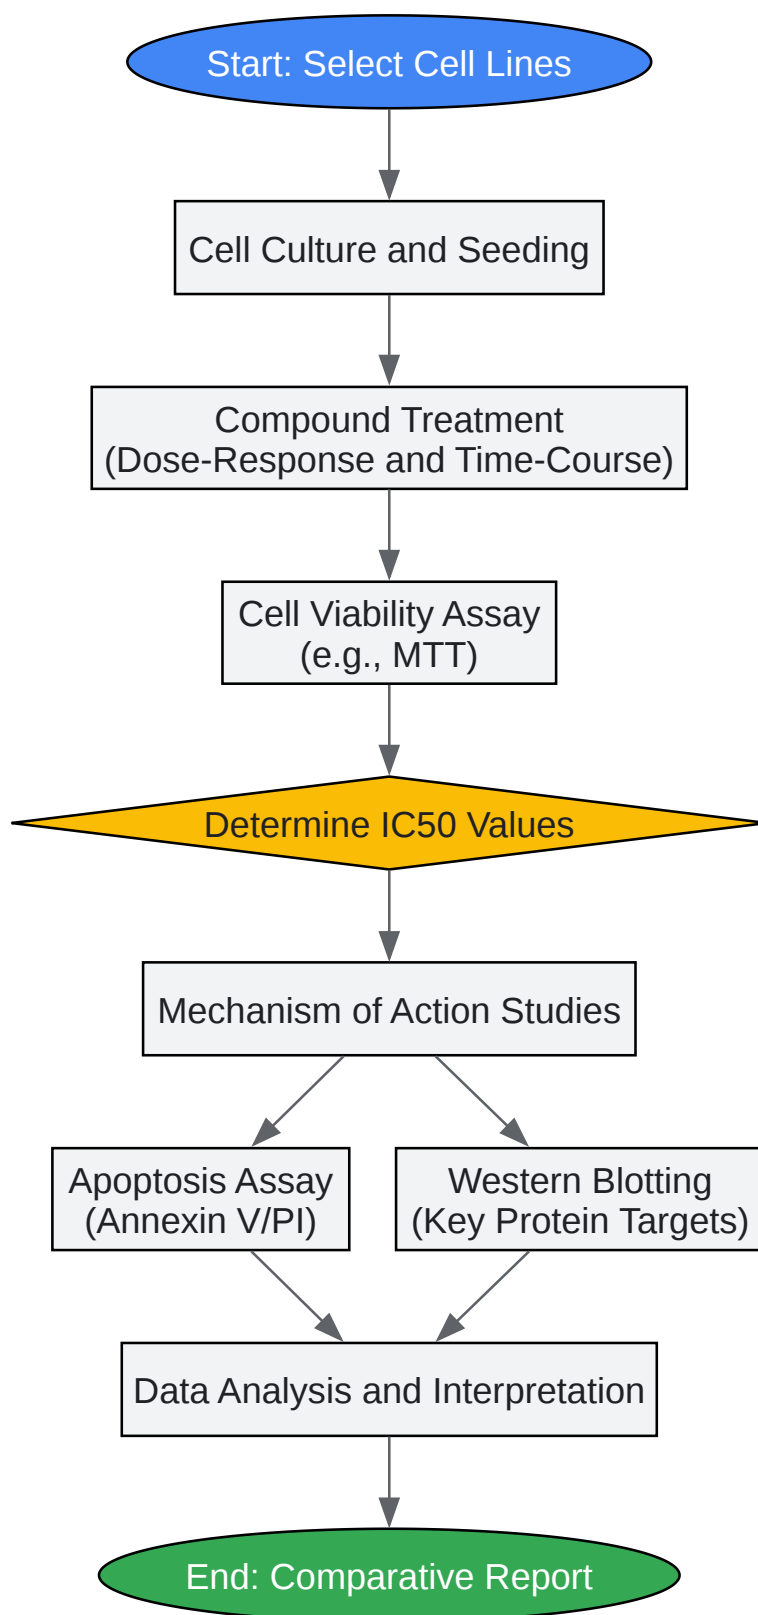 Start: Select Cell Lines
Cell Culture and Seeding
Compound Treatment
(Dose-Response and Time-Course)
Cell Viability Assay
(e.g., MTT)
Determine IC50 Values
Mechanism of Action Studies
Apoptosis Assay
(Annexin V/PI)
Western Blotting
(Key Protein Targets)
Data Analysis and Interpretation
End: Comparative Report